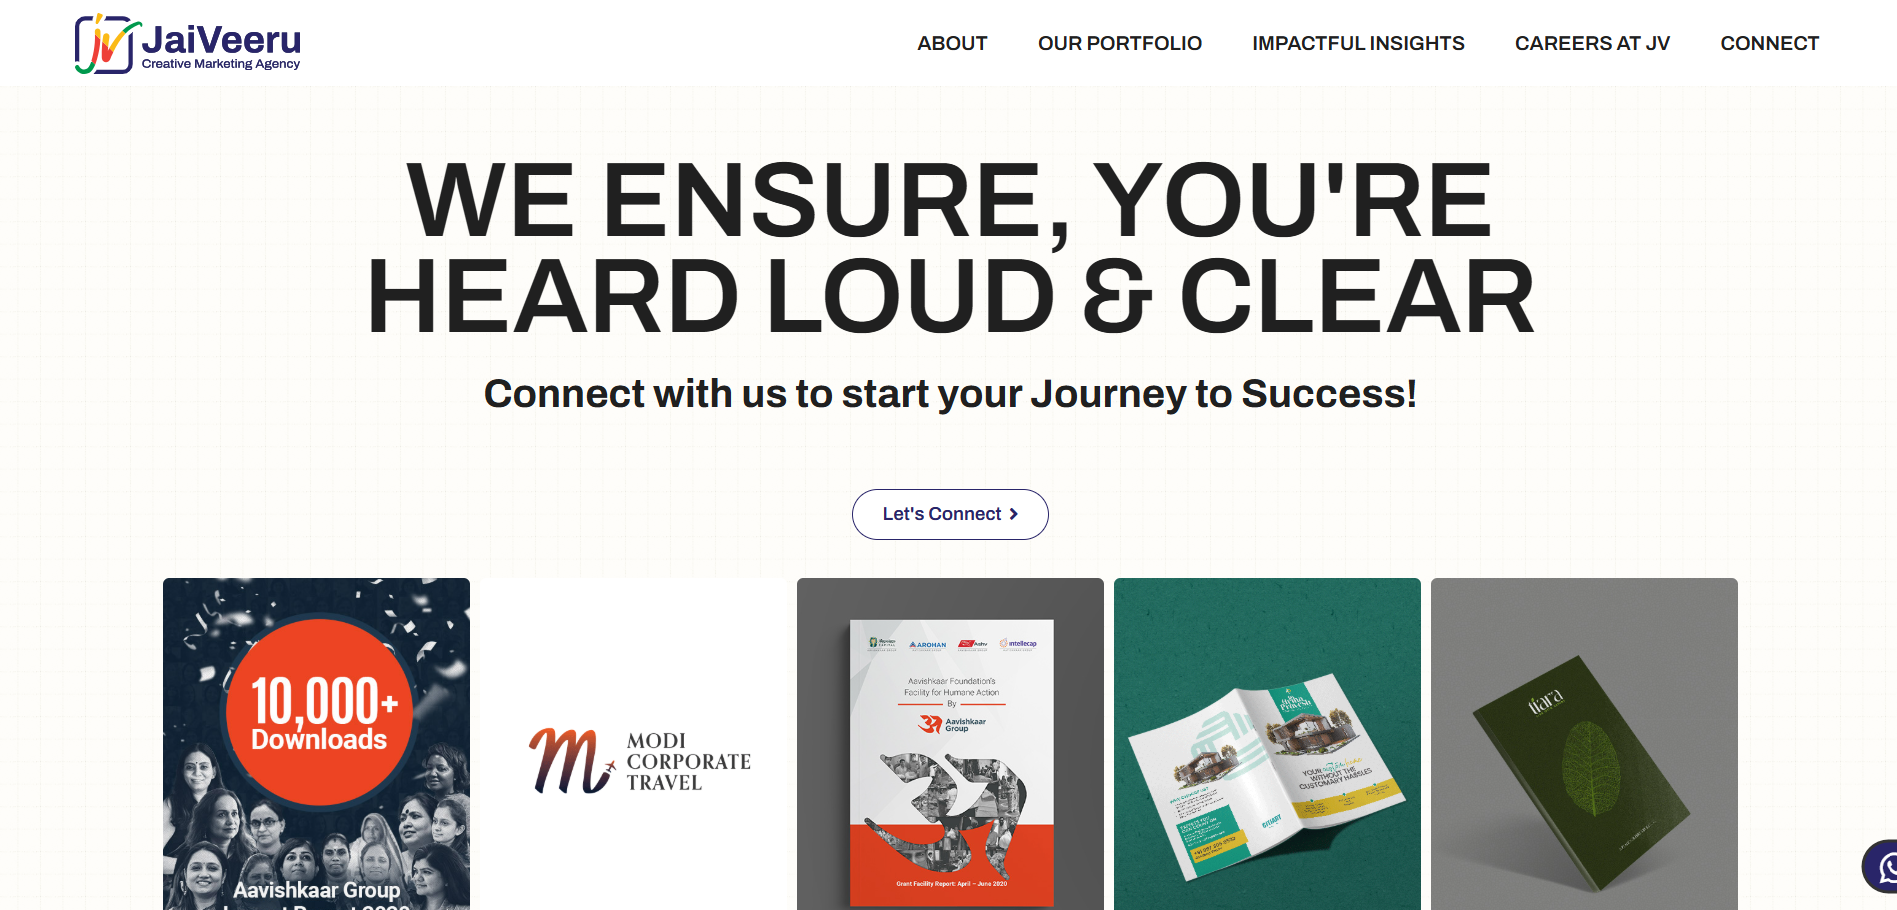 JaiVeeru
Creative Marketing Agency
ABOUT
OUR PORTFOLIO
IMPACTFUL INSIGHTS
CAREERS AT JV
CONNECT
WE ENSURE, YOU'RE
HEARD LOUD & CLEAR
Connect with us to start your Journey to Success!
Let's Connect
10,000+
Downloads
Aavishkaar Group
MODI
CORPORATE
TRAVEL
AROHAN
Ashv
intellecap
Aavishkaar Foundation's
Facility for Humane Action
By
Aavishkaar
Group
Grant Facility Report: April – June 2020
YOUR
WITHOUT THE
CUSTOMARY HASSLES
tiara